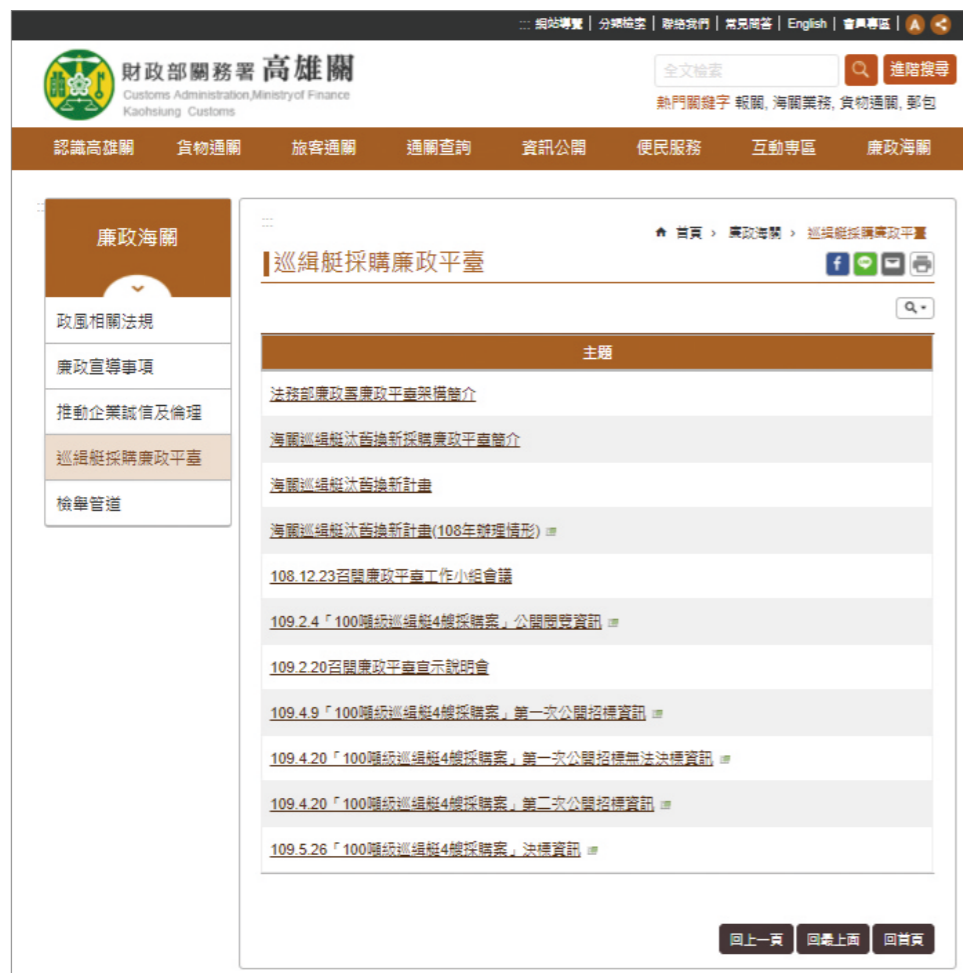 ::: 網站導覽 | 分類檢索 | 聯絡我們 | 常見問答 | English | 會員專區 | A
財政部關務署 高雄關
Customs Administration,Ministry of Finance
Kaohsiung Customs
全文檢索 進階搜尋
熱門關鍵字 報關, 海關業務, 貨物通關, 郵包
認識高雄關 貨物通關 旅客通關 通關查詢 資訊公開 便民服務 互動專區 廉政海關
廉政海關
政風相關法規
廉政宣導事項
推動企業誠信及倫理
巡緝艇採購廉政平臺
檢舉管道
:::
首頁 › 廉政海關 › 巡緝艇採購廉政平臺
巡緝艇採購廉政平臺
主題
法務部廉政署廉政平臺架構簡介
海關巡緝艇汰舊換新採購廉政平臺簡介
海關巡緝艇汰舊換新計畫
海關巡緝艇汰舊換新計畫(108年辦理情形)
108.12.23召開廉政平臺工作小組會議
109.2.4「100噸級巡緝艇4艘採購案」公開閱覽資訊
109.2.20召開廉政平臺宣示說明會
109.4.9「100噸級巡緝艇4艘採購案」第一次公開招標資訊
109.4.20「100噸級巡緝艇4艘採購案」第一次公開招標無法決標資訊
109.4.20「100噸級巡緝艇4艘採購案」第二次公開招標資訊
109.5.26「100噸級巡緝艇4艘採購案」決標資訊
回上一頁 回最上面 回首頁